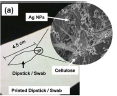 (a)
Ag NPs
4.5 cm
Dipstick / Swab
Cellulose
Printed Dipstick / Swab